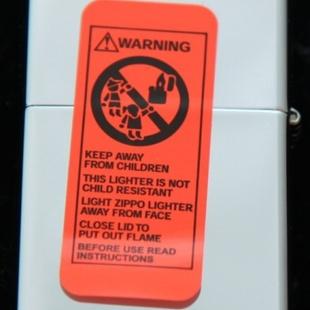 WARNING
KEEP AWAY
FROM CHILDREN
THIS LIGHTER IS NOT
CHILD RESISTANT
LIGHT ZIPPO LIGHTER
AWAY FROM FACE
CLOSE LID TO
PUT OUT FLAME
BEFORE USE READ
INSTRUCTIONS